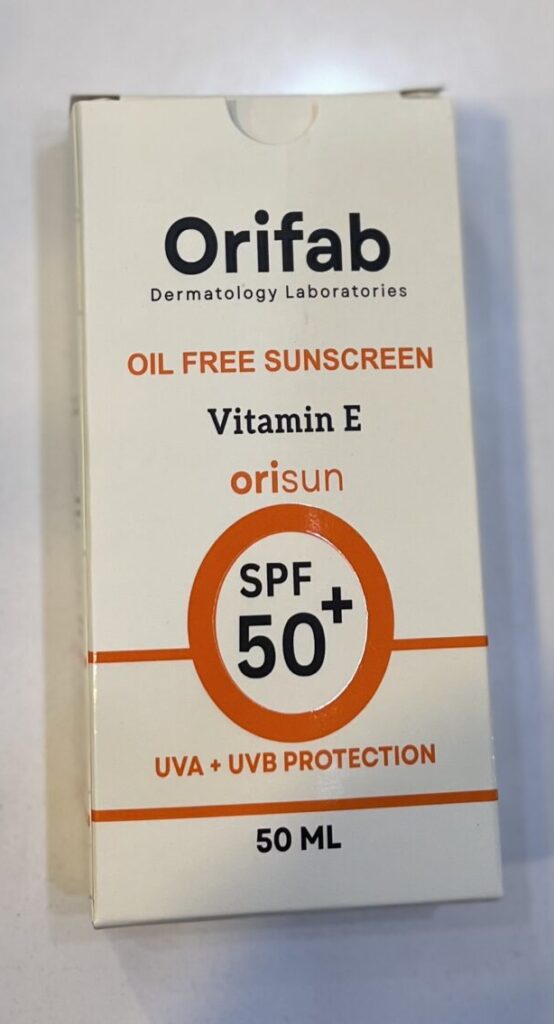 Orifab
Dermatology Laboratories
OIL FREE SUNSCREEN
Vitamin E
orisun
SPF
50+
UVA + UVB PROTECTION
50 ML